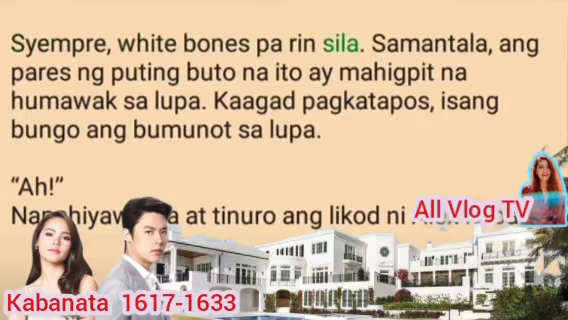 Syempre, white bones pa rin sila. Samantala, ang
pares ng puting buto na ito ay mahigpit na
humawak sa lupa. Kaagad pagkatapos, isang
bungo ang bumunot sa lupa.
“Ah!”
at tinuro ang likod ni
All Vlog TV
Kabanata 1617-1633